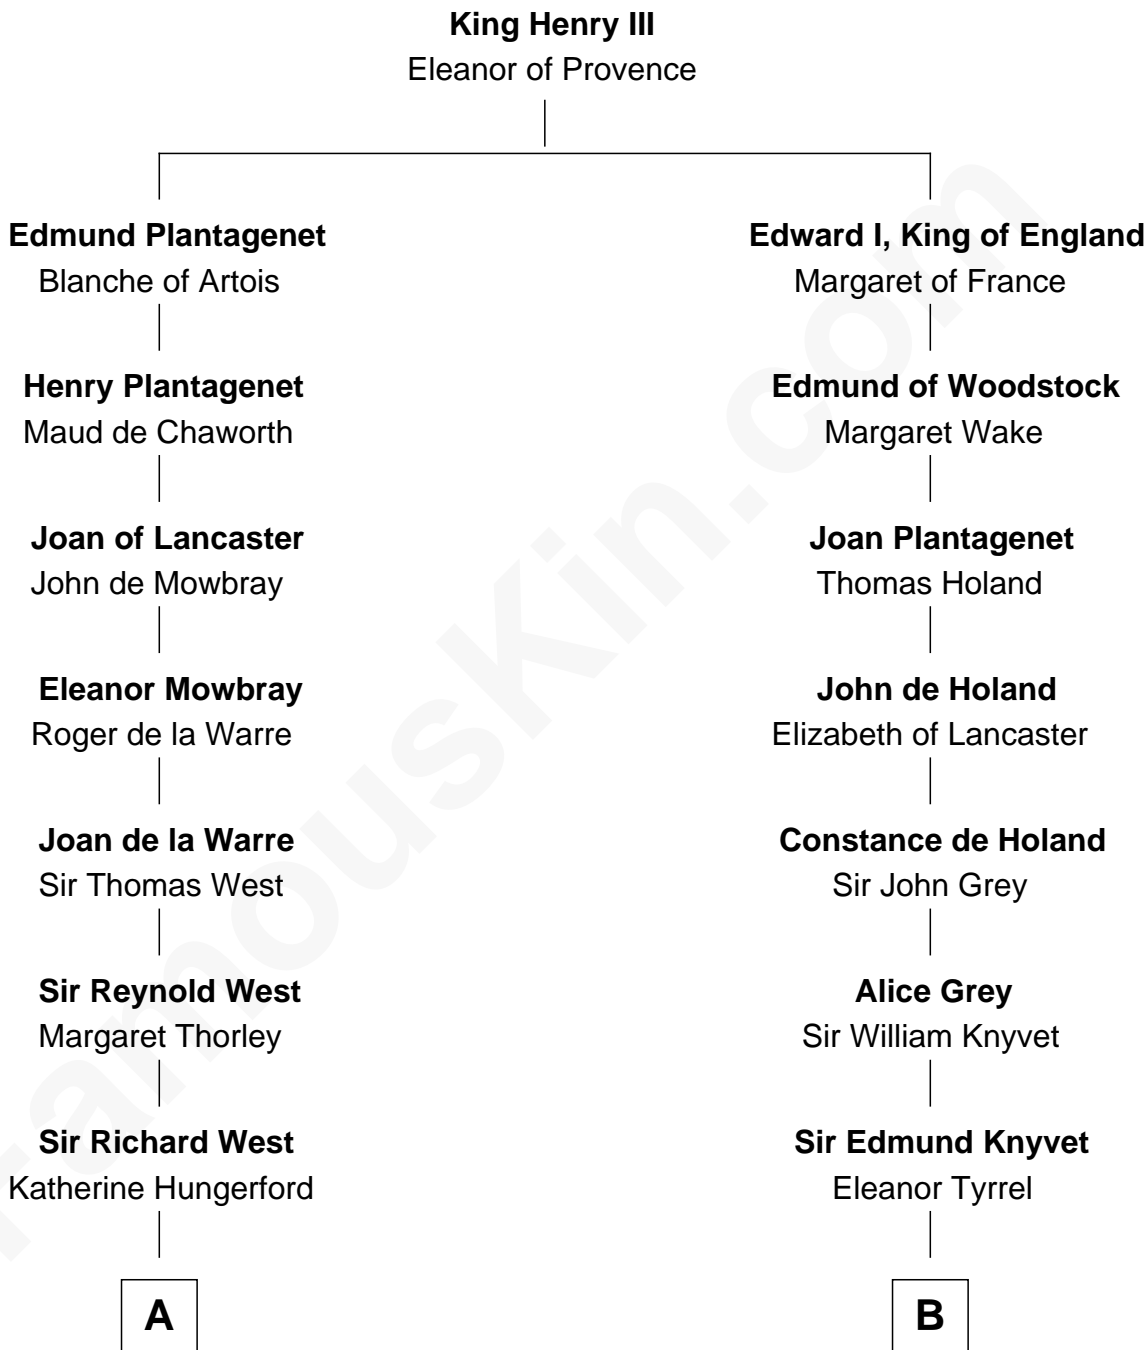 King Henry III
Eleanor of Provence
Edmund Plantagenet
Blanche of Artois
Henry Plantagenet
Maud de Chaworth
Joan of Lancaster
John de Mowbray
Eleanor Mowbray
Roger de la Warre
Joan de la Warre
Sir Thomas West
Sir Reynold West
Margaret Thorley
Sir Richard West
Katherine Hungerford
A
Edward I, King of England
Margaret of France
Edmund of Woodstock
Margaret Wake
Joan Plantagenet
Thomas Holand
John de Holand
Elizabeth of Lancaster
Constance de Holand
Sir John Grey
Alice Grey
Sir William Knyvet
Sir Edmund Knyvet
Eleanor Tyrrel
B
FamousKin.com